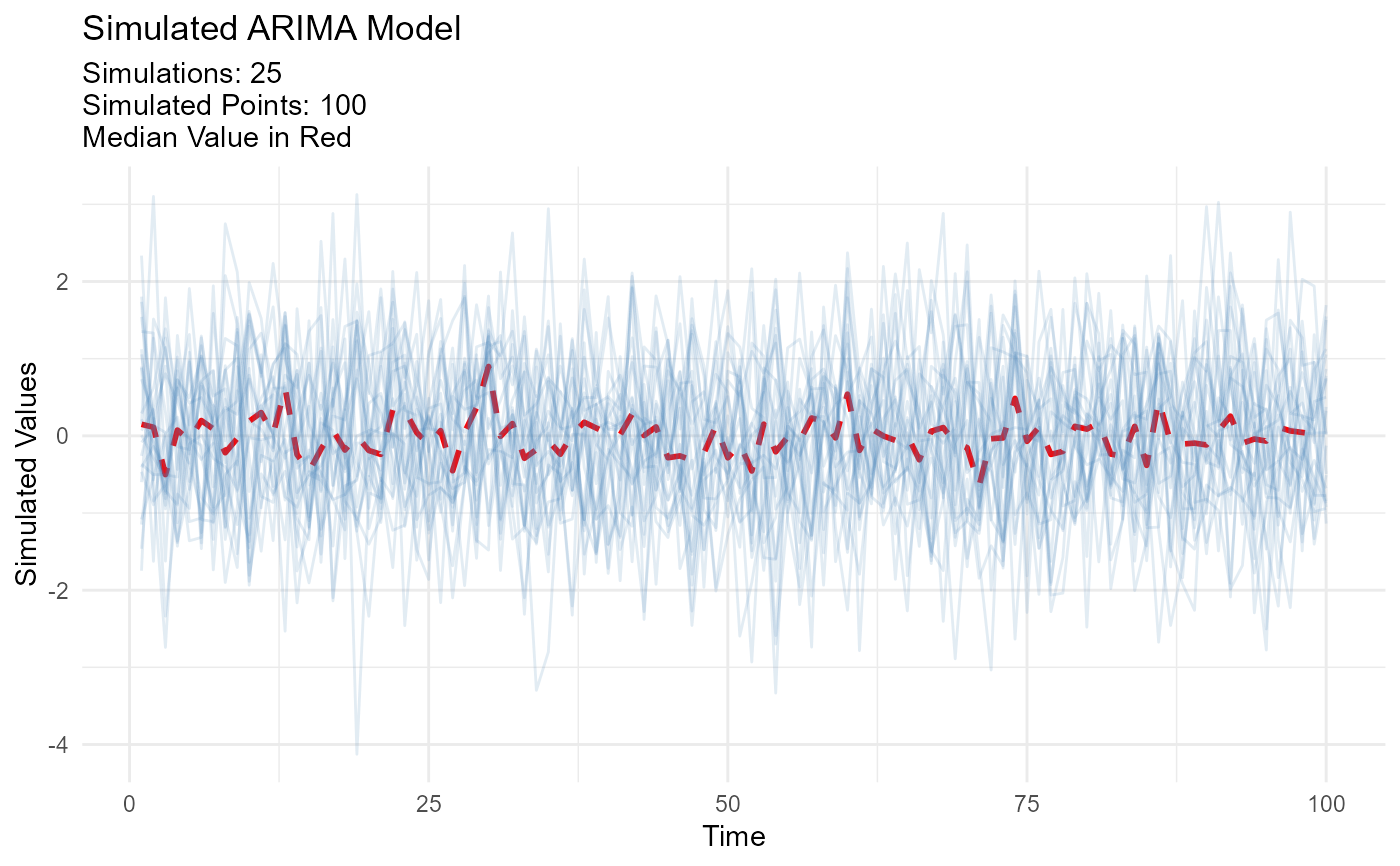 Simulated ARIMA Model
Simulations: 25
Simulated Points: 100
Median Value in Red
Simulated Values
2
0
-2
-4
0
25
50
75
100
Time